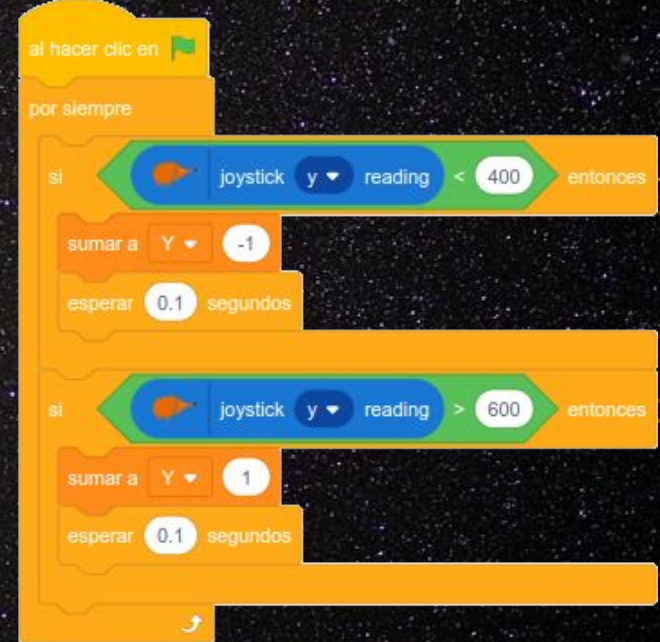 al hacer clic en
por siempre
si joystick y reading < 400 entonces
sumar a Y -1
esperar 0.1 segundos
si joystick y reading > 600 entonces
sumar a Y 1
esperar 0.1 segundos